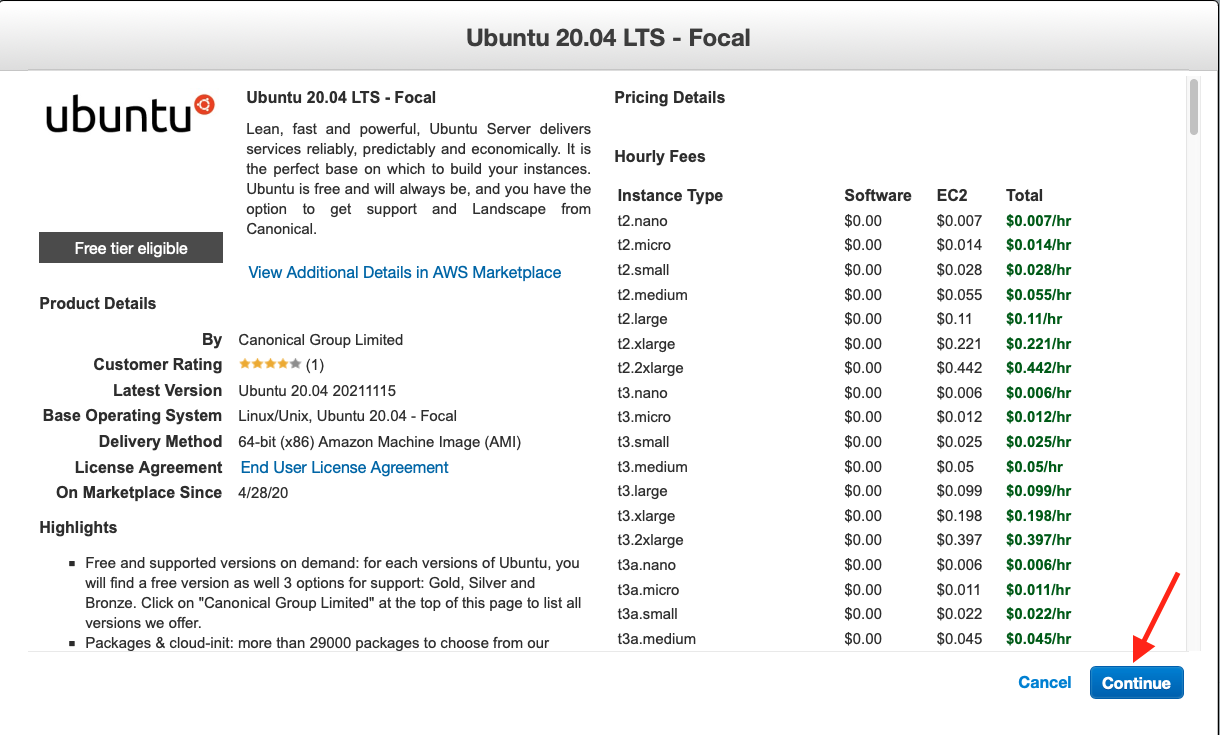 Ubuntu 20.04 LTS - Focal
ubuntu
Free tier eligible
Ubuntu 20.04 LTS - Focal
Lean, fast and powerful, Ubuntu Server delivers
services reliably, predictably and economically. It is
the perfect base on which to build your instances.
Ubuntu is free and will always be, and you have the
option to get support and Landscape from
Canonical.
View Additional Details in AWS Marketplace
Product Details
By Canonical Group Limited
Customer Rating (1)
Latest Version Ubuntu 20.04 20211115
Base Operating System Linux/Unix, Ubuntu 20.04 - Focal
Delivery Method 64-bit (x86) Amazon Machine Image (AMI)
License Agreement End User License Agreement
On Marketplace Since 4/28/20
Highlights
Free and supported versions on demand: for each versions of Ubuntu, you
will find a free version as well 3 options for support: Gold, Silver and
Bronze. Click on "Canonical Group Limited" at the top of this page to list all
versions we offer.
Packages & cloud-init: more than 29000 packages to choose from our
Pricing Details
Hourly Fees
Instance Type Software EC2 Total
t2.nano $0.00 $0.007 $0.007/hr
t2.micro $0.00 $0.014 $0.014/hr
t2.small $0.00 $0.028 $0.028/hr
t2.medium $0.00 $0.055 $0.055/hr
t2.large $0.00 $0.11 $0.11/hr
t2.xlarge $0.00 $0.221 $0.221/hr
t2.2xlarge $0.00 $0.442 $0.442/hr
t3.nano $0.00 $0.006 $0.006/hr
t3.micro $0.00 $0.012 $0.012/hr
t3.small $0.00 $0.025 $0.025/hr
t3.medium $0.00 $0.05 $0.05/hr
t3.large $0.00 $0.099 $0.099/hr
t3.xlarge $0.00 $0.198 $0.198/hr
t3.2xlarge $0.00 $0.397 $0.397/hr
t3a.nano $0.00 $0.006 $0.006/hr
t3a.micro $0.00 $0.011 $0.011/hr
t3a.small $0.00 $0.022 $0.022/hr
t3a.medium $0.00 $0.045 $0.045/hr
Cancel
Continue